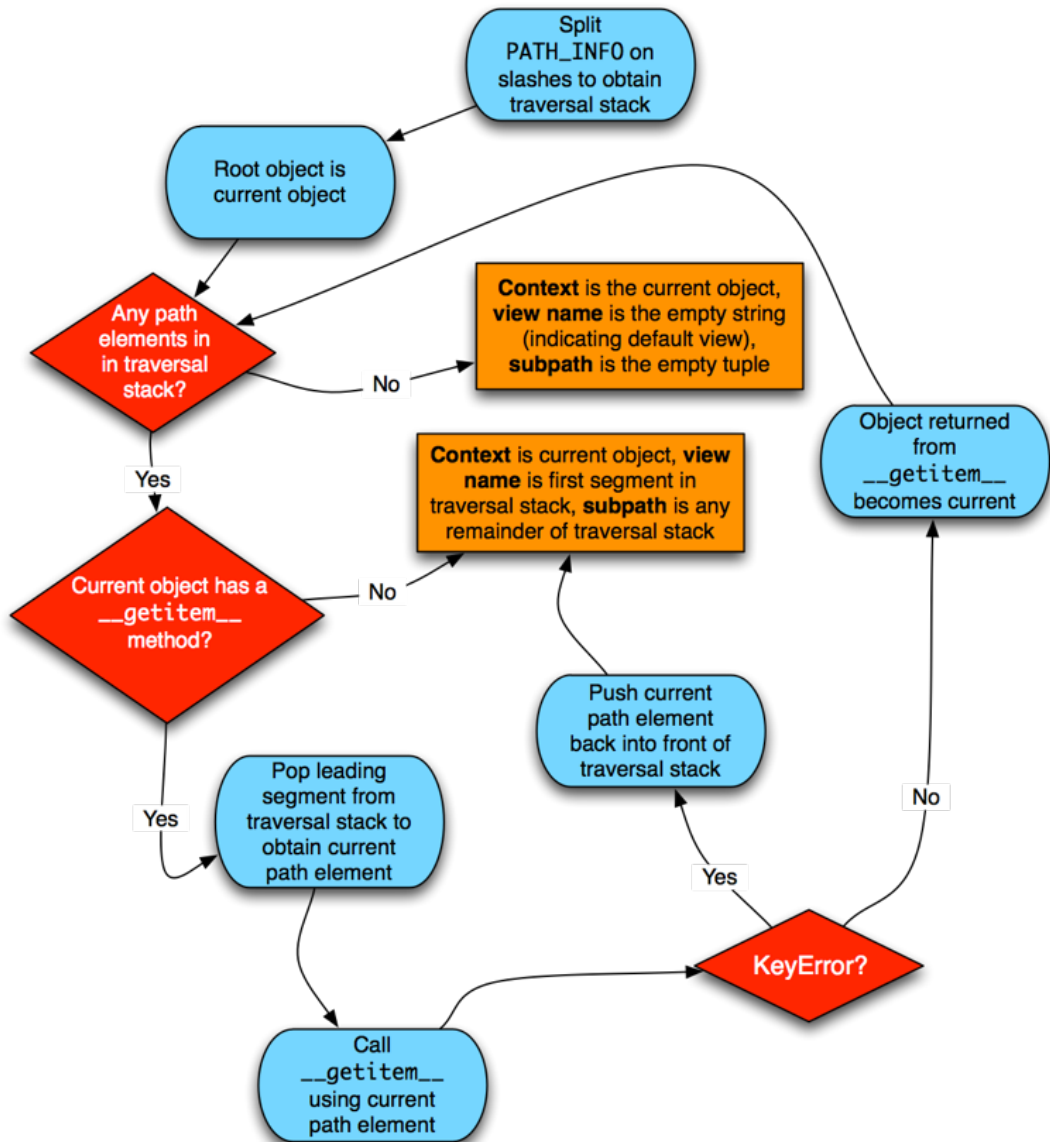 Split
PATH_INFO on
slashes to obtain
traversal stack
Root object is
current object
Any path
elements in
in traversal
stack?
Context is the current object,
view name is the empty string
(indicating default view),
subpath is the empty tuple
No
Object returned
from
__getitem__
becomes current
Yes
Context is current object, view
name is first segment in
traversal stack, subpath is any
remainder of traversal stack
Current object has a
__getitem__
method?
No
Push current
path element
back into front of
traversal stack
Yes
Pop leading
segment from
traversal stack to
obtain current
path element
No
Yes
KeyError?
Call
__getitem__
using current
path element